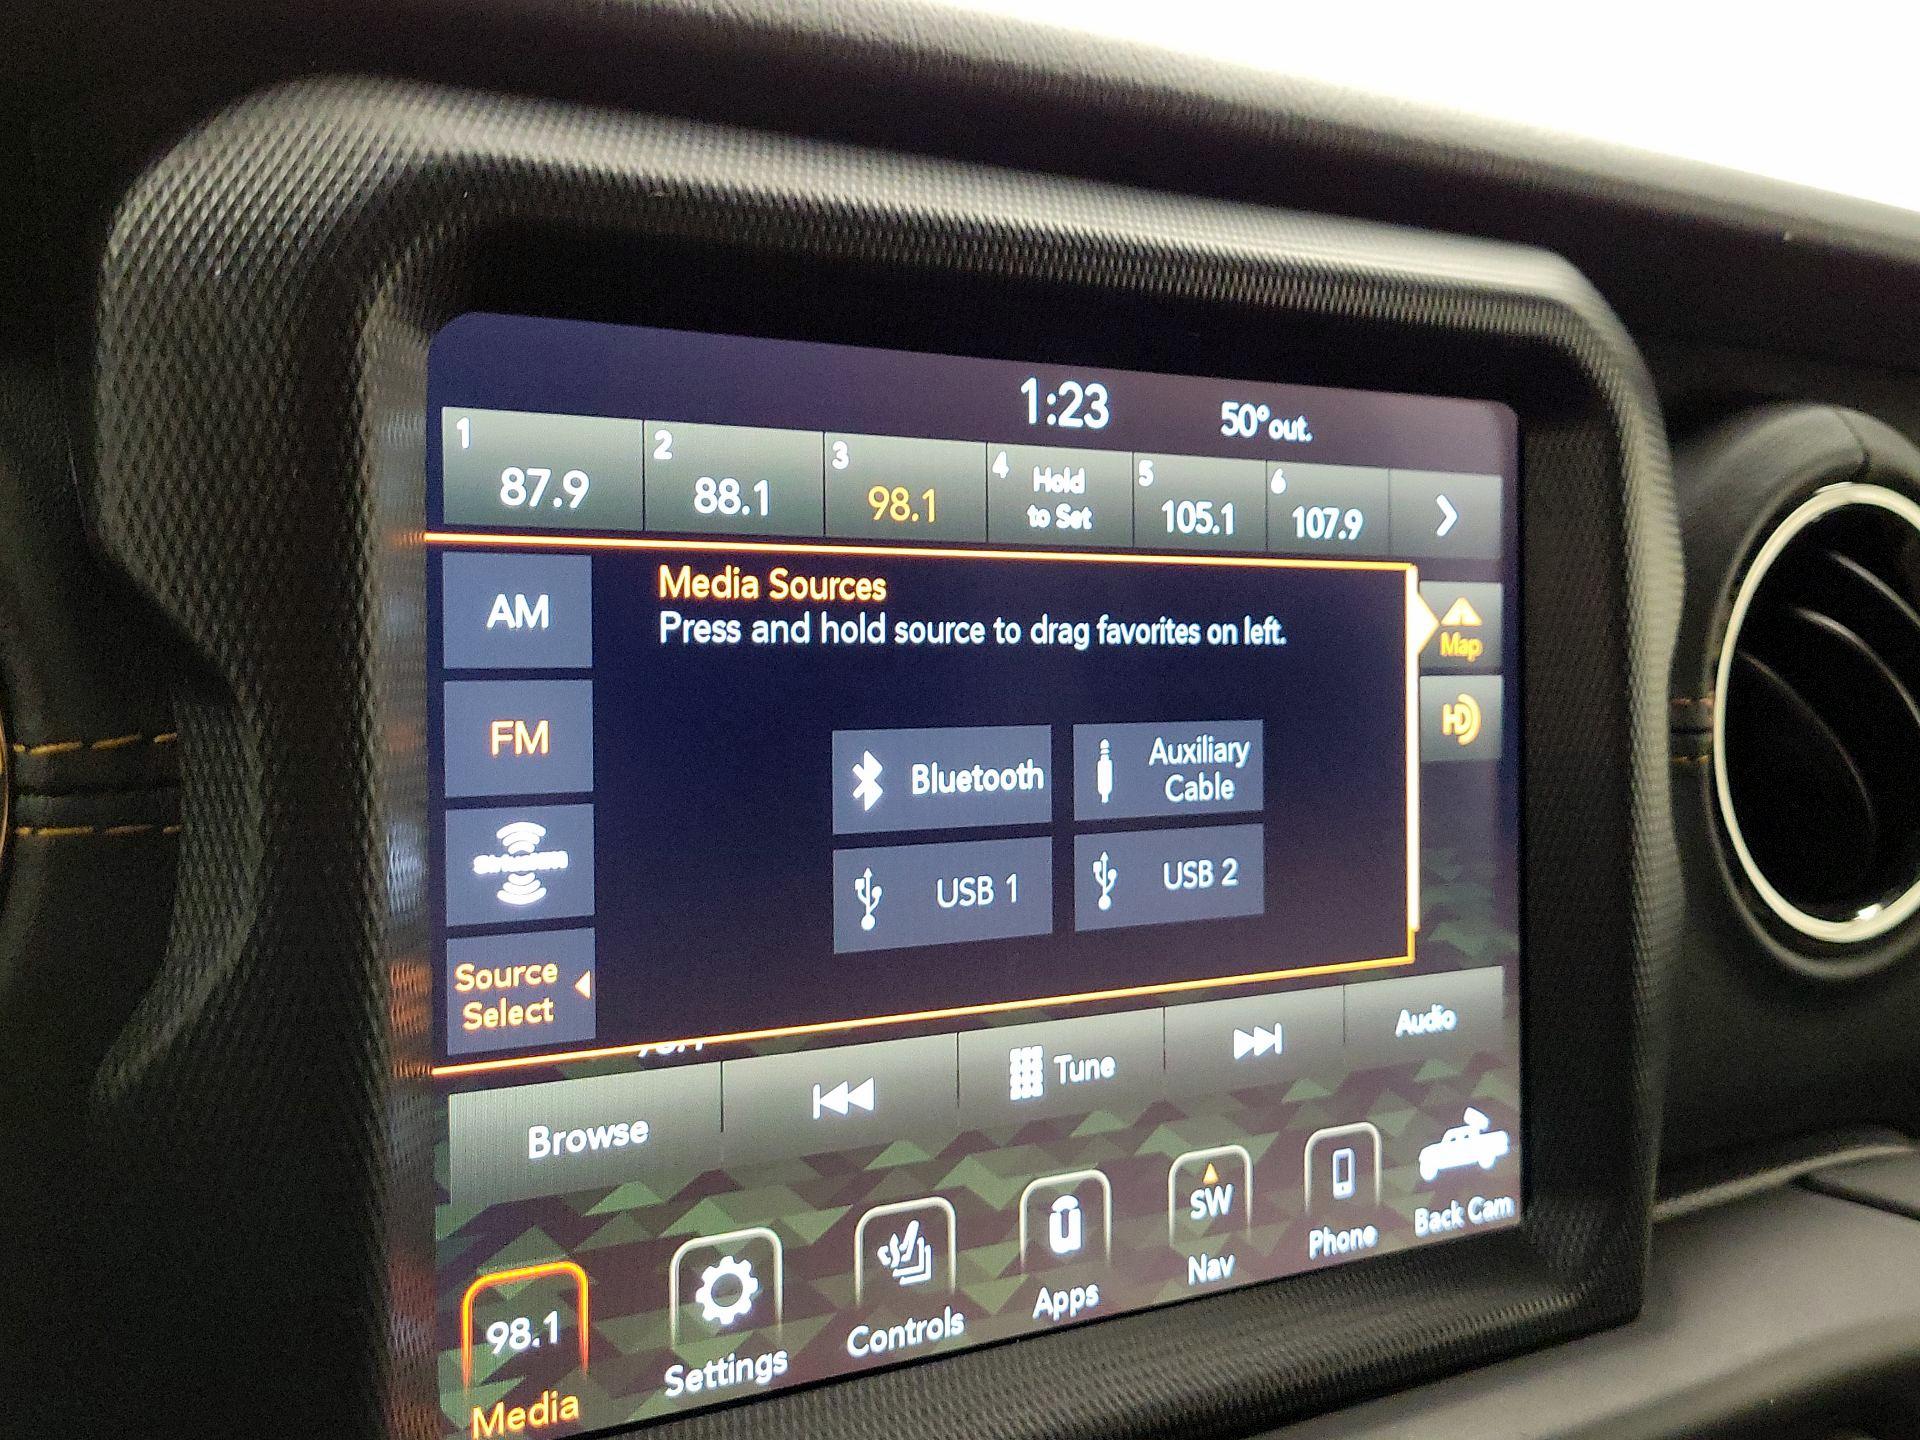 1:23
50° out.
1
87.9
2
88.1
3
98.1
4
Hold
to Set
5
105.1
6
107.9
AM
FM
SiriusXM
Source
Select
Media Sources
Press and hold source to drag favorites on left.
Bluetooth
Auxiliary
Cable
USB 1
USB 2
Map
HD
Browse
Tune
Audio
98.1
Media
Settings
Controls
Apps
SW
Nav
Phone
Back Cam